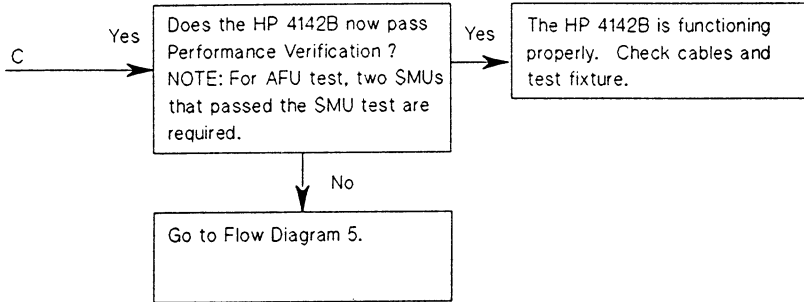 C
Yes
Does the HP 4142B now pass
Performance Verification ?
NOTE: For AFU test, two SMUs
that passed the SMU test are
required.
Yes
The HP 4142B is functioning
properly. Check cables and
test fixture.
No
Go to Flow Diagram 5.